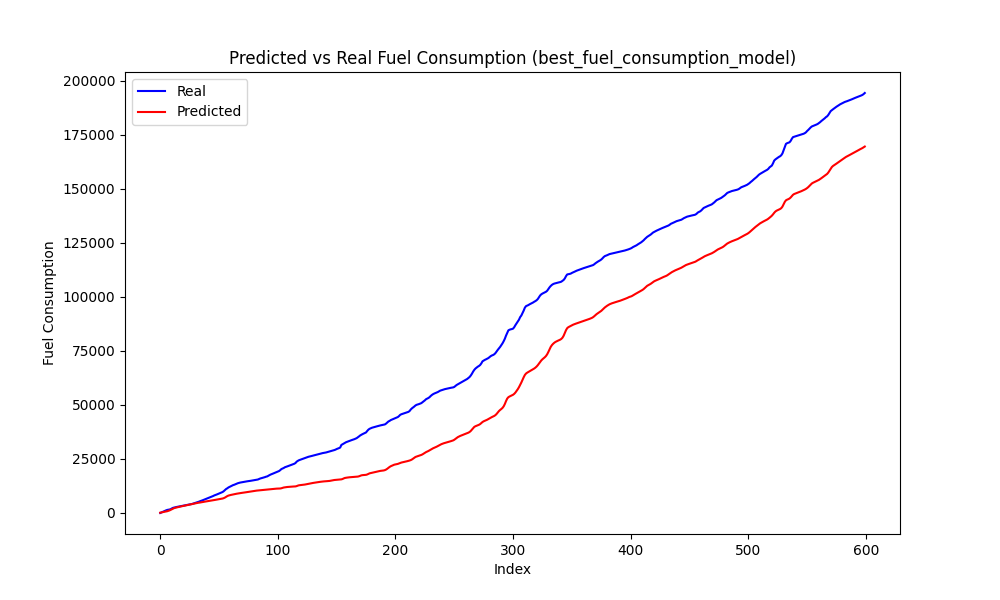 Predicted vs Real Fuel Consumption (best_fuel_consumption_model)
Real
Predicted
200000
175000
150000
125000
100000
75000
50000
25000
0
Fuel Consumption
0 100 200 300 400 500 600
Index